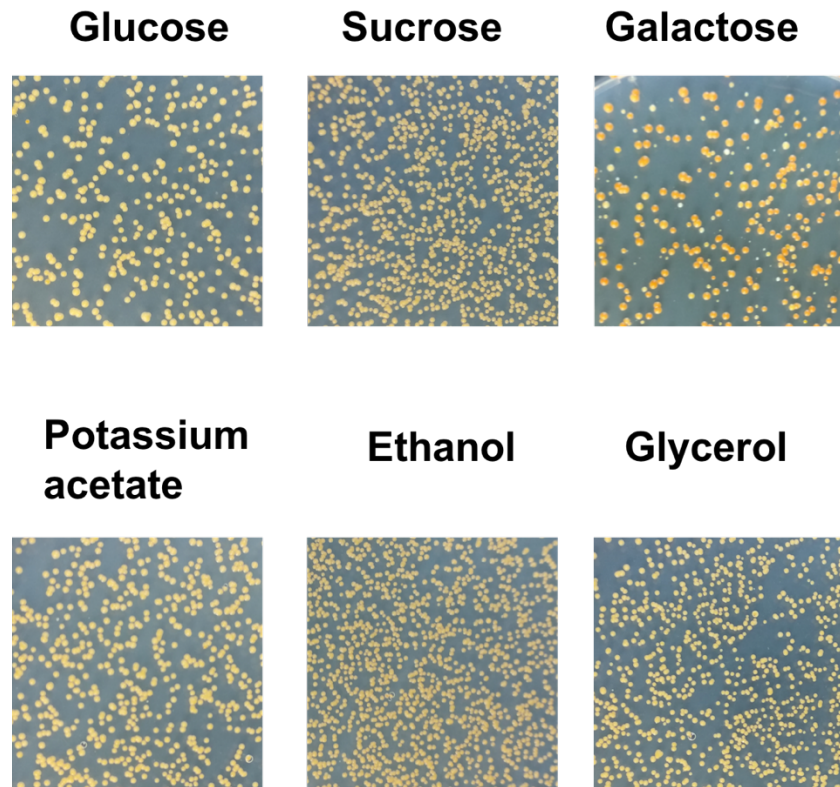 Glucose
Sucrose
Galactose
Potassium
acetate
Ethanol
Glycerol